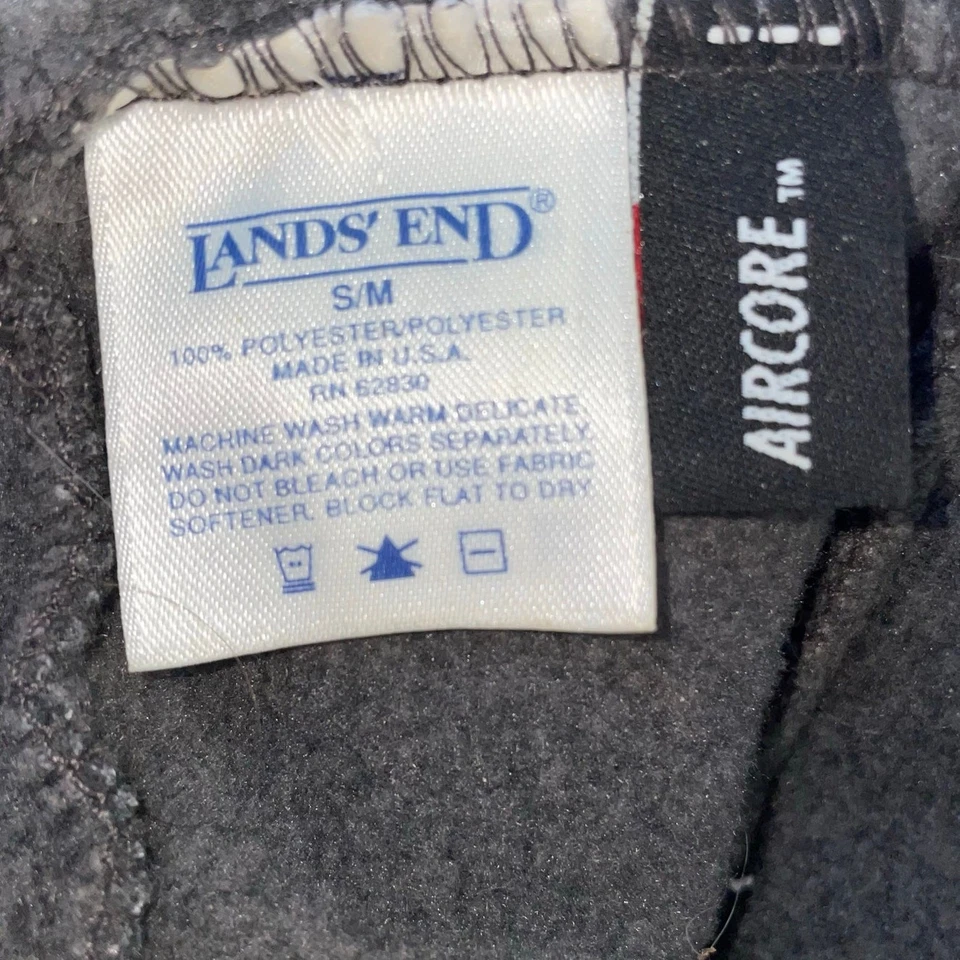 LANDS' END®
S/M
100% POLYESTER/POLYESTER
MADE IN U.S.A.
RN 62830
MACHINE WASH WARM DELICATE.
WASH DARK COLORS SEPARATELY.
DO NOT BLEACH OR USE FABRIC
SOFTENER. BLOCK FLAT TO DRY.
AIRCORE™